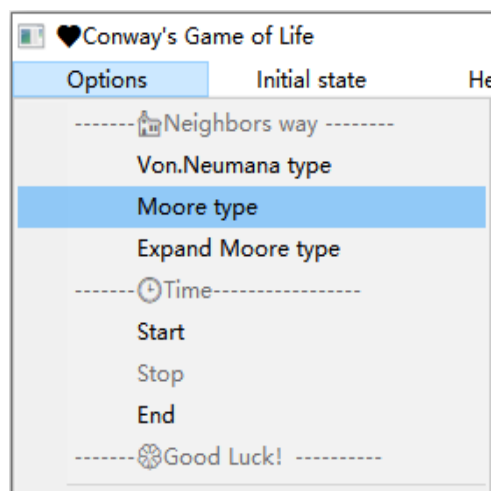 ♥Conway's Game of Life
Options Initial state He
-------🏠Neighbors way --------
Von.Neumana type
Moore type
Expand Moore type
-------🕒Time----------------
Start
Stop
End
-------🏵Good Luck! ----------